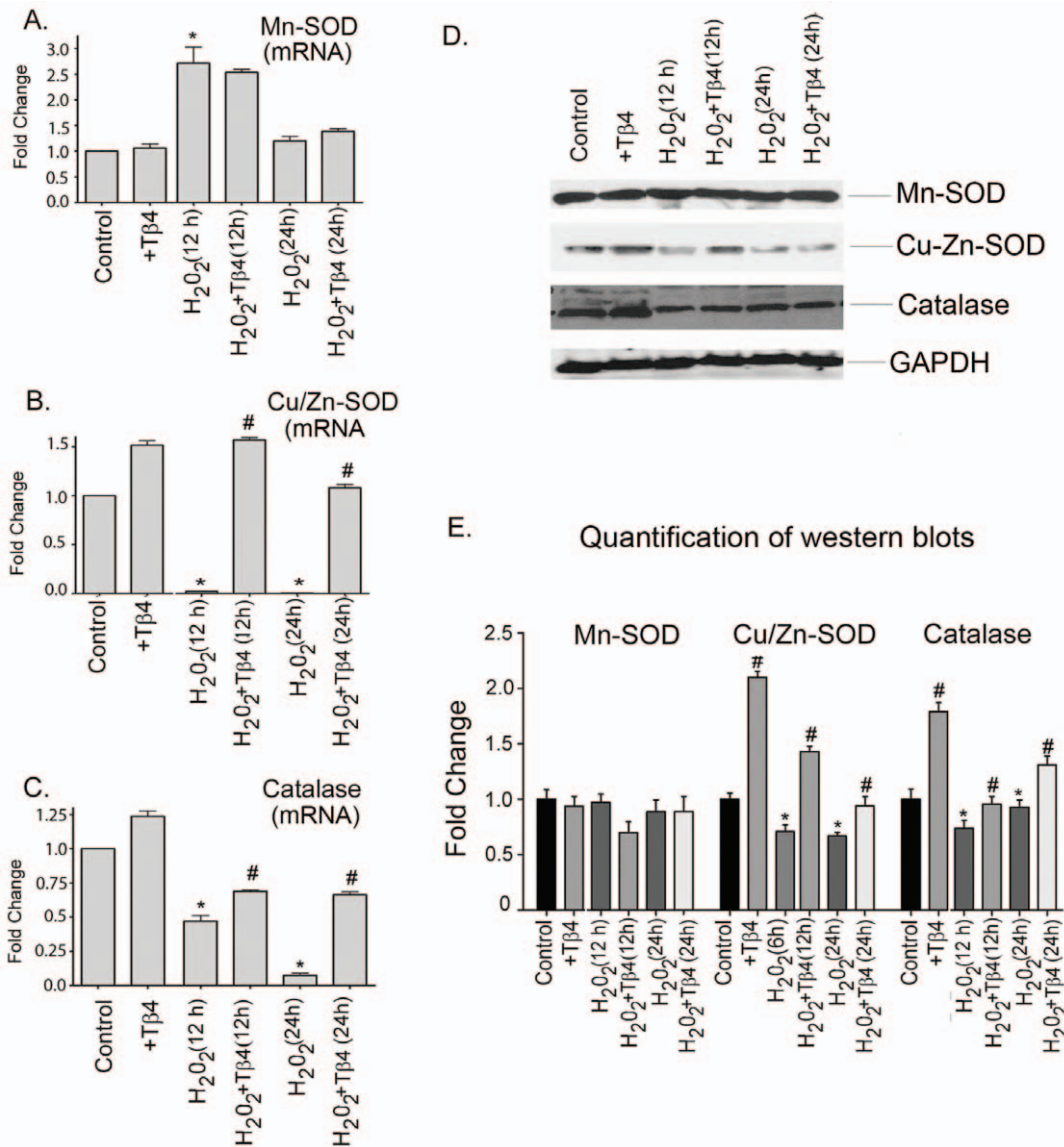 A.
Mn-SOD
(mRNA)
Fold Change
3.0
2.5
2.0
1.5
1.0
0.5
0.0
*
Control
+Tβ4
H202(12 h)
H202+Tβ4(12h)
H202(24h)
H202+Tβ4 (24h)
B.
Cu/Zn-SOD
(mRNA
Fold Change
1.5
1.0
0.5
0.0
*
#
*
#
Control
+Tβ4
H202(12 h)
H202+Tβ4 (12h)
H202(24h)
H202+Tβ4 (24h)
C.
Catalase
(mRNA)
Fold Change
1.25
1.00
0.75
0.50
0.25
0.00
*
#
*
#
Control
+Tβ4
H202(12 h)
H202+Tβ4(12h)
H202(24h)
H202+Tβ4 (24h)
D.
Control
+Tβ4
H202(12 h)
H202+Tβ4(12h)
H202(24h)
H202+Tβ4 (24h)
Mn-SOD
Cu-Zn-SOD
Catalase
GAPDH
E.
Quantification of western blots
Fold Change
2.5
2.0
1.5
1.0
0.5
0
Mn-SOD
Cu/Zn-SOD
Catalase
#
*
#
*
#
#
*
#
*
#
Control
+Tβ4
H202(12 h)
H202+Tβ4(12h)
H202(24h)
H202+Tβ4 (24h)
Control
+Tβ4
H202(6h)
H202+Tβ4(12h)
H202(24h)
H202+Tβ4 (24h)
Control
+Tβ4
H202(12 h)
H202+Tβ4(12h)
H202(24h)
H202+Tβ4 (24h)